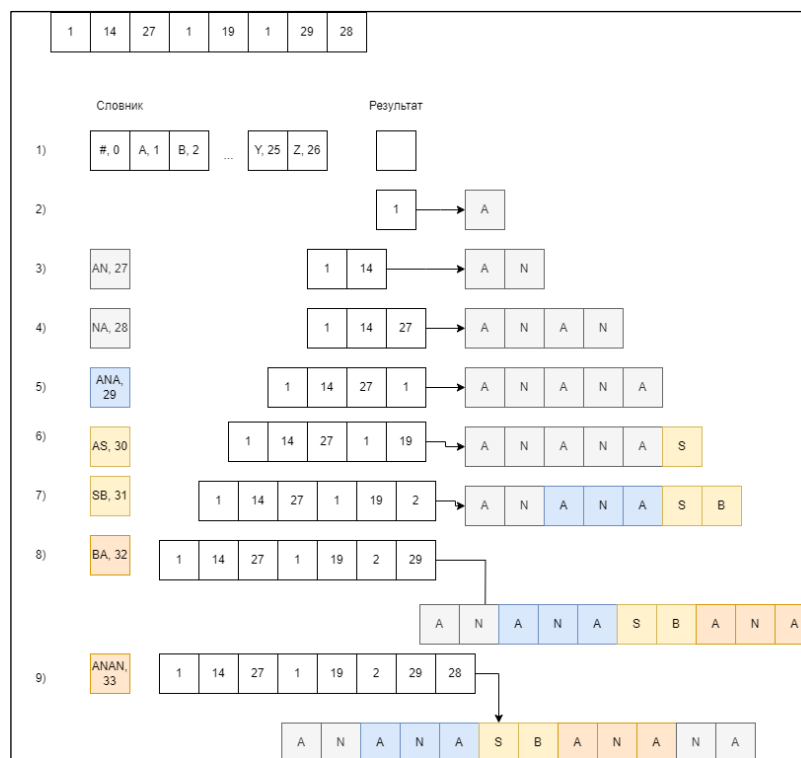 1 14 27 1 19 1 29 28
Словник Результат
1) #, 0 A, 1 B, 2 ... Y, 25 Z, 26
2) 1 A
3) AN, 27 1 14 A N
4) NA, 28 1 14 27 A N A N
5) ANA, 29 1 14 27 1 A N A N A
6) AS, 30 1 14 27 1 19 A N A N A S
7) SB, 31 1 14 27 1 19 2 A N A N A S B
8) BA, 32 1 14 27 1 19 2 29
A N A N A S B A N A
9) ANAN, 33 1 14 27 1 19 2 29 28
A N A N A S B A N A N A